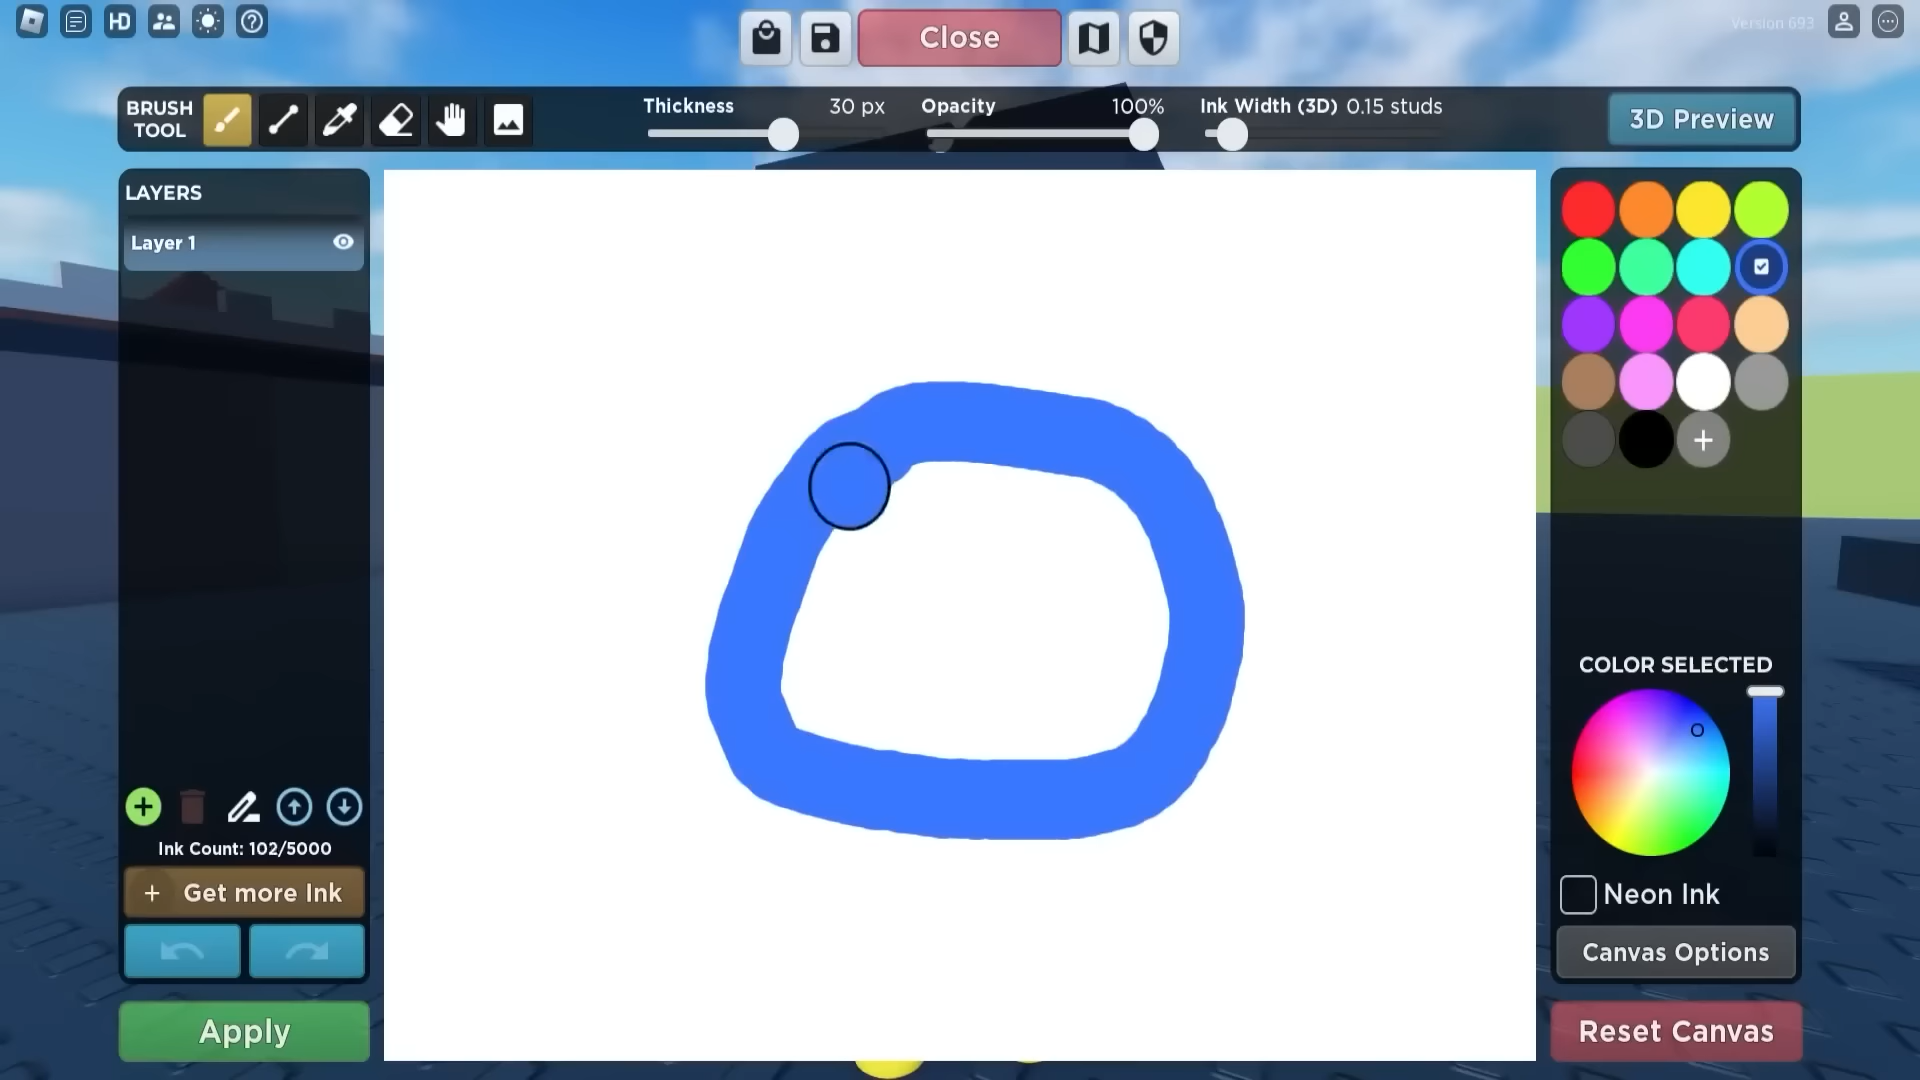 HD
Close
Version 693
BRUSH
TOOL
Thickness 30 px
Opacity 100%
Ink Width (3D) 0.15 studs
3D Preview
LAYERS
Layer 1
COLOR SELECTED
Ink Count: 102/5000
+ Get more Ink
Neon Ink
Canvas Options
Apply
Reset Canvas